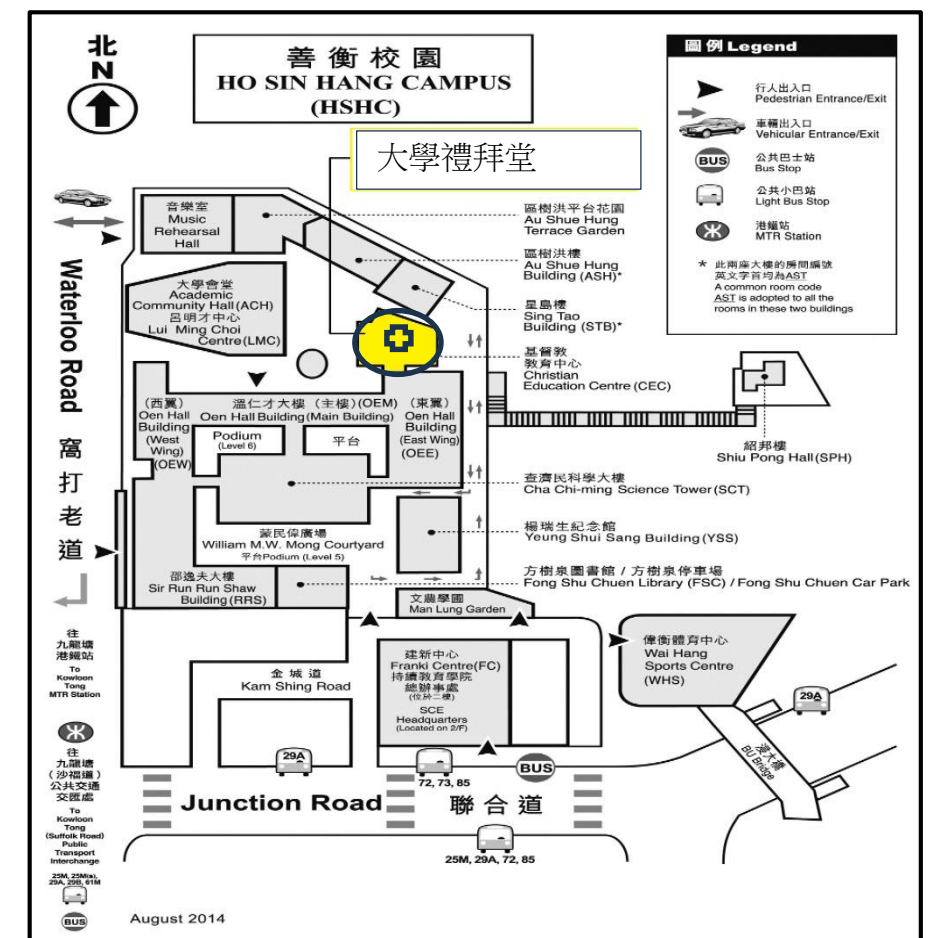 北
N
善衡校園
HO SIN HANG CAMPUS
(HSHC)
大學禮拜堂
圖例 Legend
行人出入口
Pedestrian Entrance/Exit
車輛出入口
Vehicular Entrance/Exit
BUS
公共巴士站
Bus Stop
公共小巴站
Light Bus Stop
港鐵站
MTR Station
* 此兩座大樓的房間編號
英文字首均為AST
A common room code
AST is adopted to all the
rooms in these two buildings
音樂室
Music
Rehearsal
Hall
區樹洪平台花園
Au Shue Hung
Terrace Garden
區樹洪樓
Au Shue Hung
Building (ASH)*
星島樓
Sing Tao
Building (STB)*
基督教
教育中心
Christian
Education Centre (CEC)
大學會堂
Academic
Community Hall (ACH)
呂明才中心
Lui Ming Choi
Centre (LMC)
Waterloo Road
窩打老道
(西翼)
Oen Hall
Building
(West
Wing)
(OEW)
溫仁才大樓 (主樓) (OEM)
Oen Hall Building (Main Building)
(東翼)
Oen Hall
Building
(East Wing)
(OEE)
Podium
(Level 6)
平台
紹邦樓
Shiu Pong Hall (SPH)
查濟民科學大樓
Cha Chi-ming Science Tower (SCT)
蒙民偉廣場
William M.W. Mong Courtyard
平台Podium (Level 5)
楊瑞生紀念館
Yeung Shui Sang Building (YSS)
邵逸夫大樓
Sir Run Run Shaw
Building (RRS)
方樹泉圖書館 / 方樹泉停車場
Fong Shu Chuen Library (FSC) / Fong Shu Chuen Car Park
文農學圃
Man Lung Garden
往
九龍塘
港鐵站
To
Kowloon
Tong
MTR Station
金城道
Kam Shing Road
建新中心
Franki Centre (FC)
持續教育學院
總辦事處
(位於二樓)
SCE
Headquarters
(Located on 2/F)
偉衡體育中心
Wai Hang
Sports Centre
(WHS)
29A
浸大橋
BU Bridge
往
九龍塘
(沙福道)
公共交通
交匯處
To
Kowloon
Tong
(Suffolk Road)
Public
Transport
Interchange
25M, 25M(s),
29A, 29B, 61M
BUS
29A
72, 73, 85
BUS
Junction Road
聯合道
25M, 29A, 72, 85
August 2014